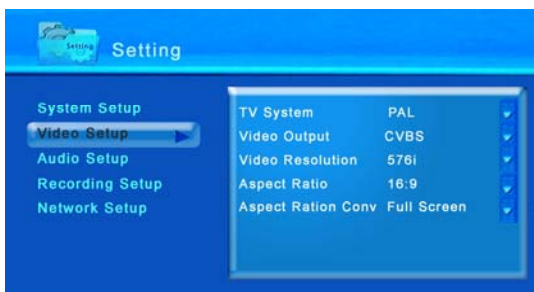 Setting
Setting
System Setup
Video Setup
Audio Setup
Recording Setup
Network Setup
TV System PAL
Video Output CVBS
Video Resolution 576i
Aspect Ratio 16:9
Aspect Ration Conv Full Screen